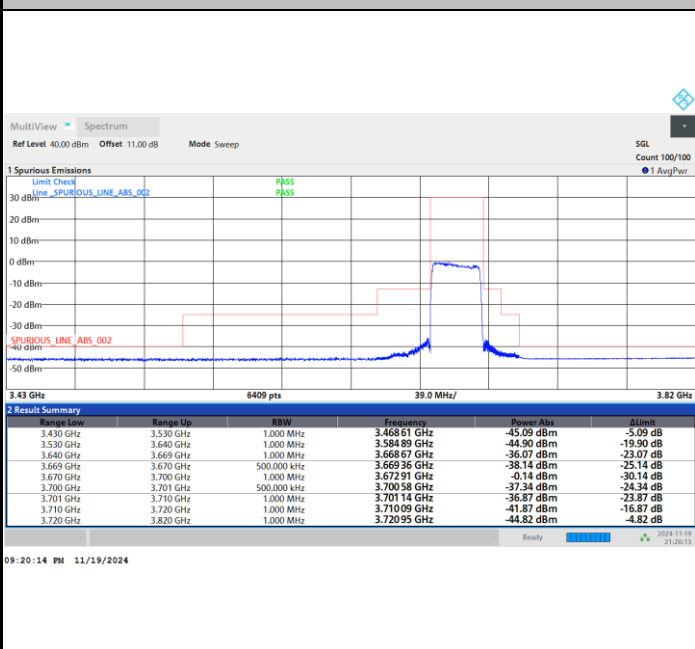 MultiView Spectrum
Ref Level 40.00 dBm Offset 11.00 dB Mode Sweep SGL
Count 100/100
1 Spurious Emissions 1 AvgPwr
Limit Check PASS
Line _SPURIOUS_LINE_ABS_002 PASS
30 dBm
20 dBm
10 dBm
0 dBm
-10 dBm
-20 dBm
-30 dBm
SPURIOUS_LINE_ABS_002
-40 dBm
-50 dBm
3.43 GHz 6409 pts 39.0 MHz/ 3.82 GHz
2 Result Summary
Range Low Range Up RBW Frequency Power Abs ΔLimit
3.430 GHz 3.530 GHz 1.000 MHz 3.468 61 GHz -45.09 dBm -5.09 dB
3.530 GHz 3.640 GHz 1.000 MHz 3.584 89 GHz -44.90 dBm -19.90 dB
3.640 GHz 3.669 GHz 1.000 MHz 3.668 67 GHz -36.07 dBm -23.07 dB
3.669 GHz 3.670 GHz 500.000 kHz 3.669 36 GHz -38.14 dBm -25.14 dB
3.670 GHz 3.700 GHz 1.000 MHz 3.672 91 GHz -0.14 dBm -30.14 dB
3.700 GHz 3.701 GHz 500.000 kHz 3.700 58 GHz -37.34 dBm -24.34 dB
3.701 GHz 3.710 GHz 1.000 MHz 3.701 14 GHz -36.87 dBm -23.87 dB
3.710 GHz 3.720 GHz 1.000 MHz 3.710 09 GHz -41.87 dBm -16.87 dB
3.720 GHz 3.820 GHz 1.000 MHz 3.720 95 GHz -44.82 dBm -4.82 dB
Ready 2024-11-19
21:20:13
09:20:14 PM 11/19/2024